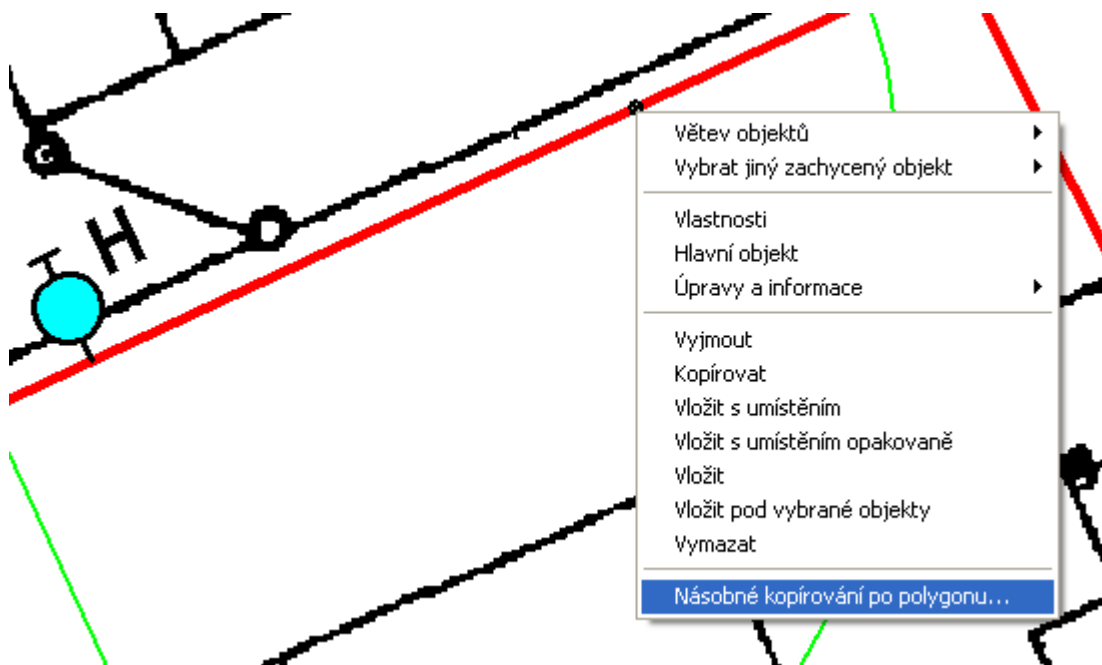 H
Větev objektů
Vybrat jiný zachycený objekt
Vlastnosti
Hlavní objekt
Úpravy a informace
Vyjmout
Kopírovat
Vložit s umístěním
Vložit s umístěním opakovaně
Vložit
Vložit pod vybrané objekty
Vymazat
Násobné kopírování po polygonu...